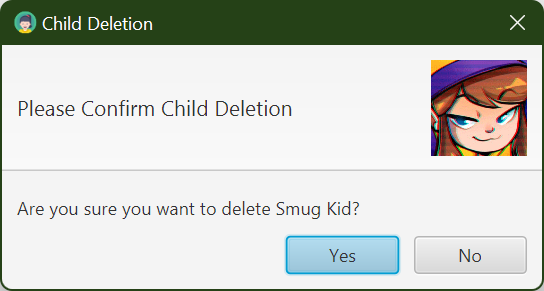 Child Deletion
Please Confirm Child Deletion
Are you sure you want to delete Smug Kid?
Yes No